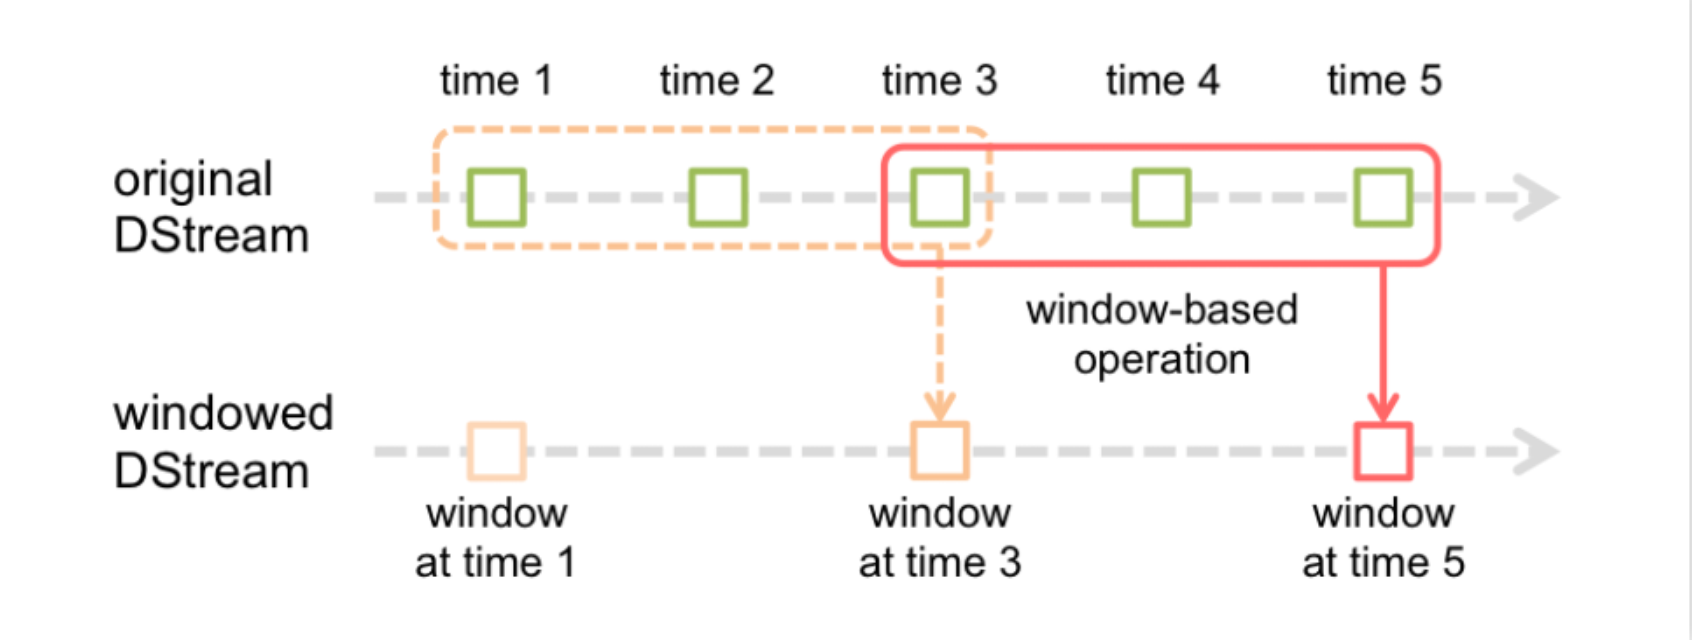 time 1
time 2
time 3
time 4
time 5
original
DStream
window-based
operation
windowed
DStream
window
at time 1
window
at time 3
window
at time 5